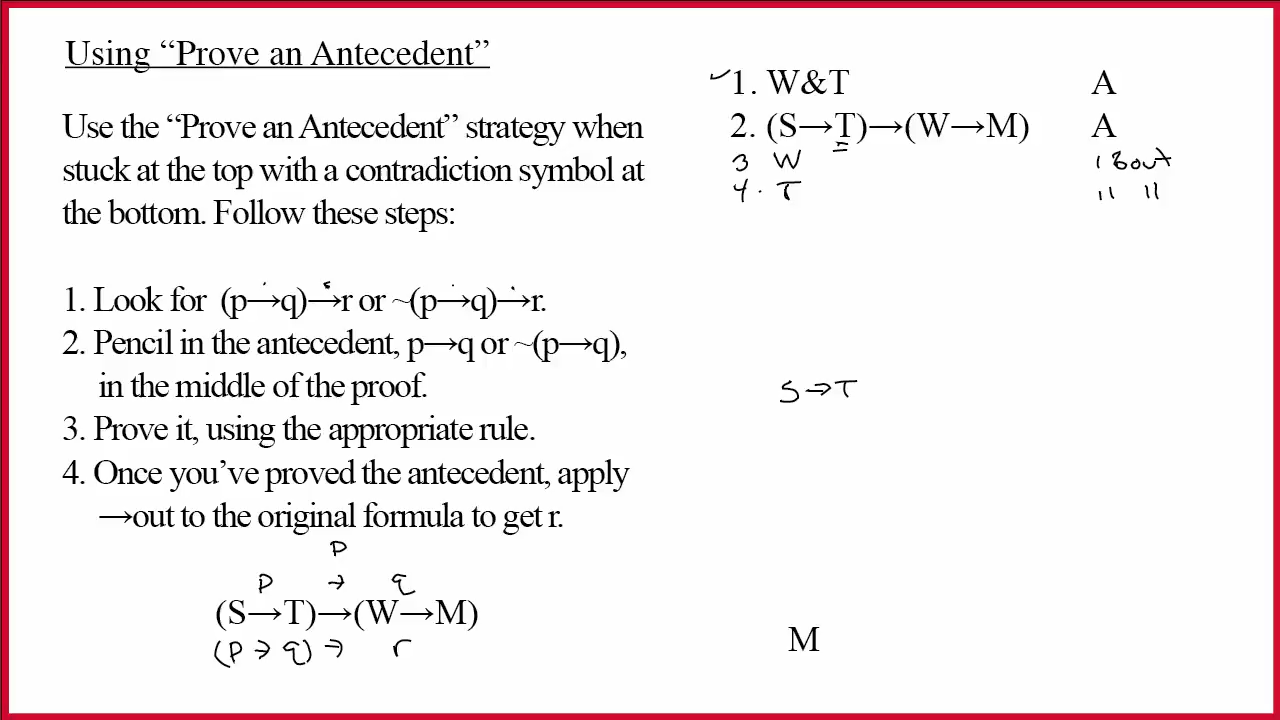 Using “Prove an Antecedent”
Use the “Prove an Antecedent” strategy when
stuck at the top with a contradiction symbol at
the bottom. Follow these steps:
1. Look for (p→q)→r or ~(p→q)→r.
2. Pencil in the antecedent, p→q or ~(p→q),
in the middle of the proof.
3. Prove it, using the appropriate rule.
4. Once you’ve proved the antecedent, apply
→out to the original formula to get r.
p
p → q
(S→T)→(W→M)
(p → q) → r
✓1. W&T A
2. (S→T)→(W→M) A
3 W 1 &out
4. T " "
S→T
M